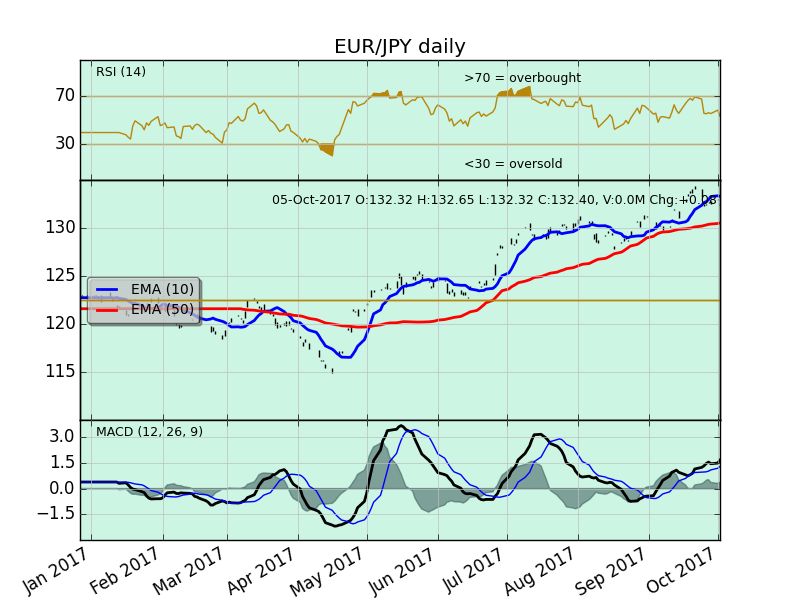 EUR/JPY daily
RSI (14)
>70 = overbought
70
30
<30 = oversold
05-Oct-2017 O:132.32 H:132.65 L:132.32 C:132.40, V:0.0M Chg:+0.08
130
125
EMA (10)
EMA (50)
120
115
MACD (12, 26, 9)
3.0
1.5
0.0
−1.5
Jan 2017
Feb 2017
Mar 2017
Apr 2017
May 2017
Jun 2017
Jul 2017
Aug 2017
Sep 2017
Oct 2017